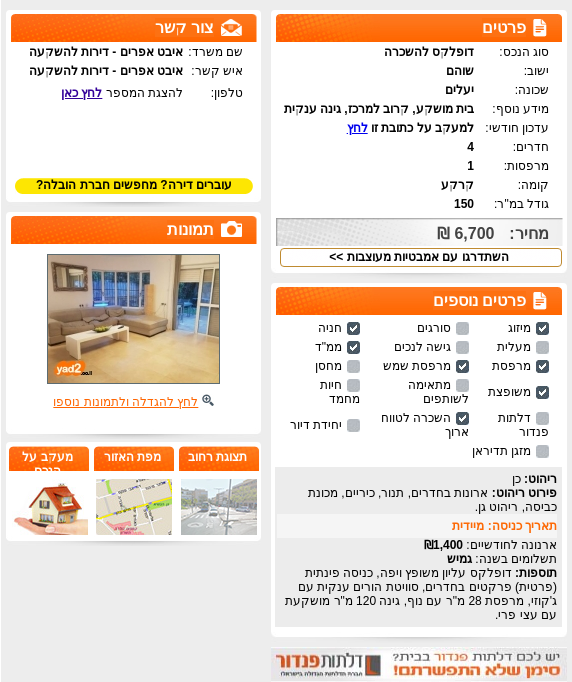 פרטים
סוג הנכס: דופלקס להשכרה
ישוב: שוהם
שכונה: יעלים
מידע נוסף: בית מושקע, קרוב למרכז, גינה ענקית
עדכון חודשי: למעקב על כתובת זו לחץ
חדרים: 4
מרפסות: 1
קומה: קרקע
גודל במ"ר: 150
מחיר: 6,700 ₪
השתדרגו עם אמבטיות מעוצבות >>
פרטים נוספים
מיזוג סורגים חניה
מעלית גישה לנכים ממ"ד
מרפסת מרפסת שמש מחסן
משופצת מתאימה לשותפים חיות מחמד
דלתות פנדור השכרה לטווח ארוך יחידת דיור
מזגן תדיראן
ריהוט: כן
פירוט ריהוט: ארונות בחדרים, תנור, כיריים, מכונת
כביסה, ריהוט גן.
תאריך כניסה: מיידית
ארנונה לחודשיים: 1,400₪
תשלומים בשנה: גמיש
תוספות: דופלקס עליון משופץ ויפה, כניסה פינתית
(פרטית) פרקטים בחדרים, סוויטת הורים ענקית עם
ג'קוזי, מרפסת 28 מ"ר עם נוף, גינה 120 מ"ר מושקעת
עם עצי פרי.
יש לכם דלתות פנדור בבית?
סימן שלא התפשרתם!
דלתות פנדור
חברת הדלתות הגדולה בישראל
צור קשר
שם משרד: איבט אפרים - דירות להשקעה
איש קשר: איבט אפרים - דירות להשקעה
טלפון: להצגת המספר לחץ כאן
עוברים דירה? מחפשים חברת הובלה?
תמונות
yad2
.co.il
לחץ להגדלה ולתמונות נוספו
תצוגת רחוב
מפת האזור
מעקב על
הנכס